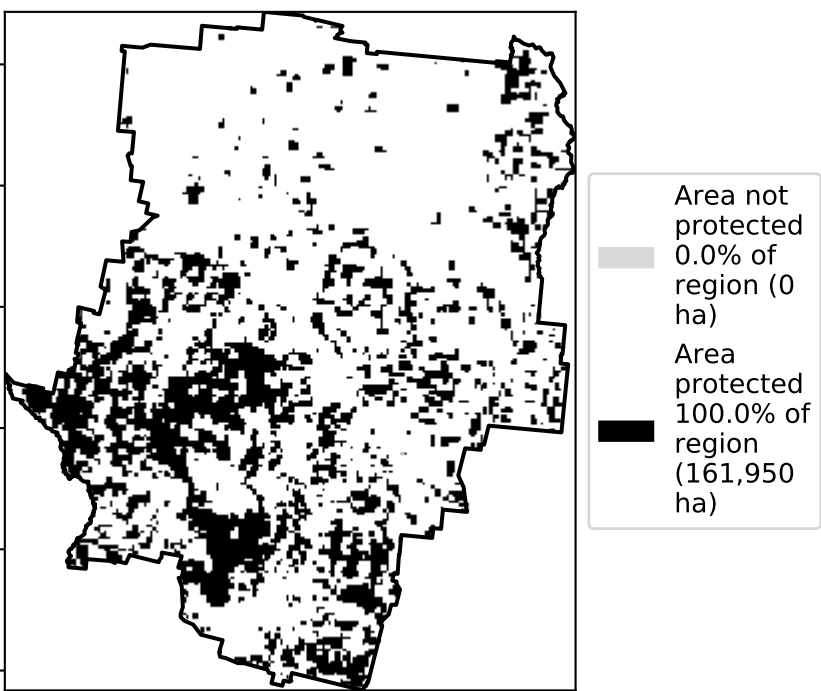 Area not
protected
0.0% of
region (0
ha)
Area
protected
100.0% of
region
(161,950
ha)